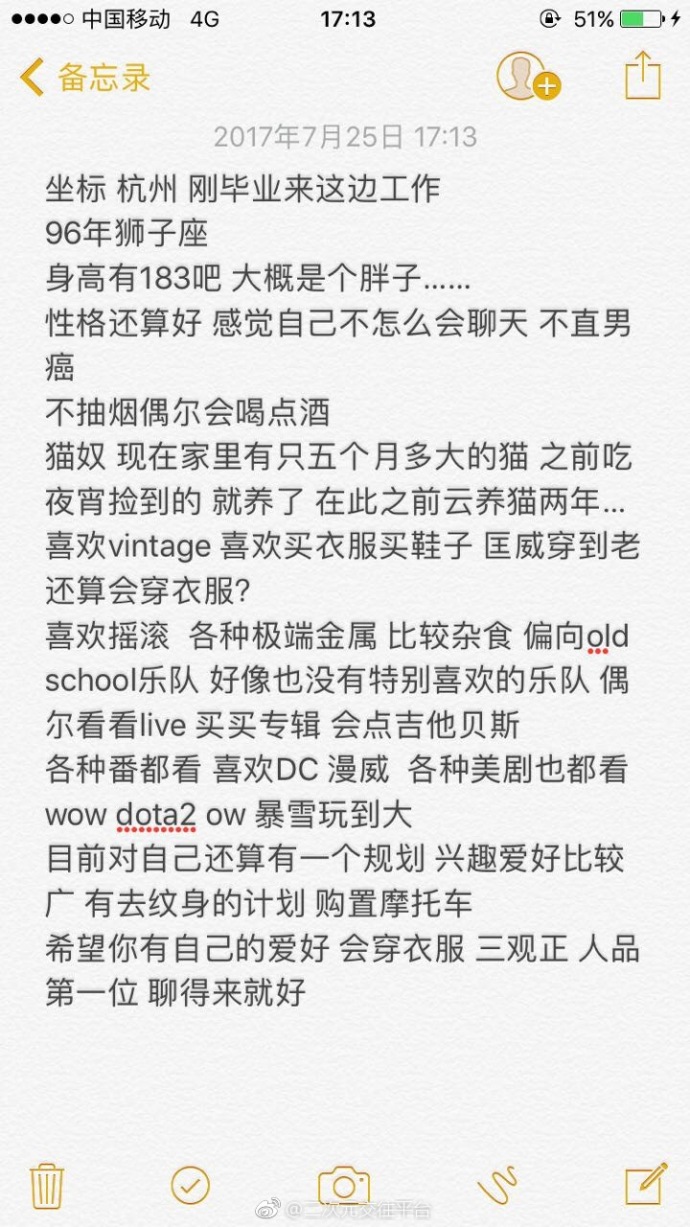 中国移动 4G 17:13 51%
备忘录
2017年7月25日 17:13
坐标 杭州 刚毕业来这边工作
96年狮子座
身高有183吧 大概是个胖子……
性格还算好 感觉自己不怎么会聊天 不直男
癌
不抽烟偶尔会喝点酒
猫奴 现在家里有只五个月多大的猫 之前吃
夜宵捡到的 就养了 在此之前云养猫两年…
喜欢vintage 喜欢买衣服买鞋子 匡威穿到老
还算会穿衣服?
喜欢摇滚 各种极端金属 比较杂食 偏向old
school乐队 好像也没有特别喜欢的乐队 偶
尔看看live 买买专辑 会点吉他贝斯
各种番都看 喜欢DC 漫威 各种美剧也都看
wow dota2 ow 暴雪玩到大
目前对自己还算有一个规划 兴趣爱好比较
广 有去纹身的计划 购置摩托车
希望你有自己的爱好 会穿衣服 三观正 人品
第一位 聊得来就好
@二次元交往平台